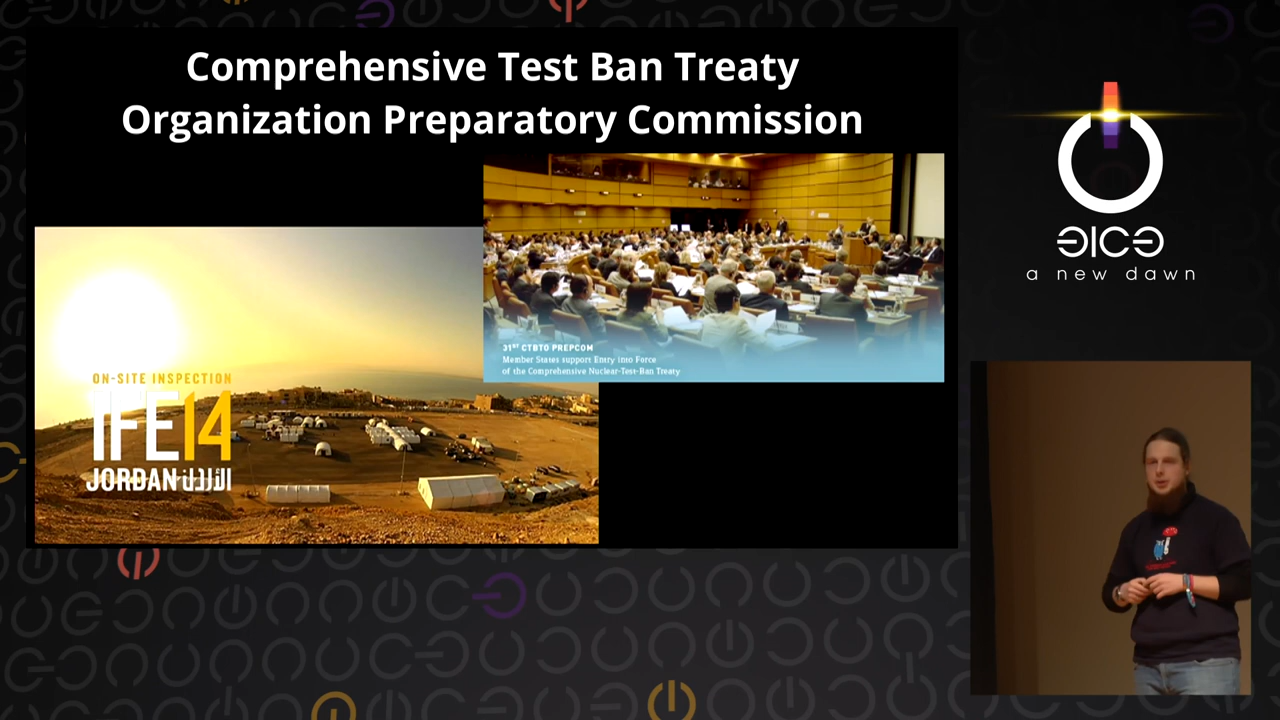 Comprehensive Test Ban Treaty
Organization Preparatory Commission
31ST CTBTO PREPCOM
Member States support Entry into Force
of the Comprehensive Nuclear-Test-Ban Treaty
ON-SITE INSPECTION
IFE14
JORDAN الأردن
a new dawn